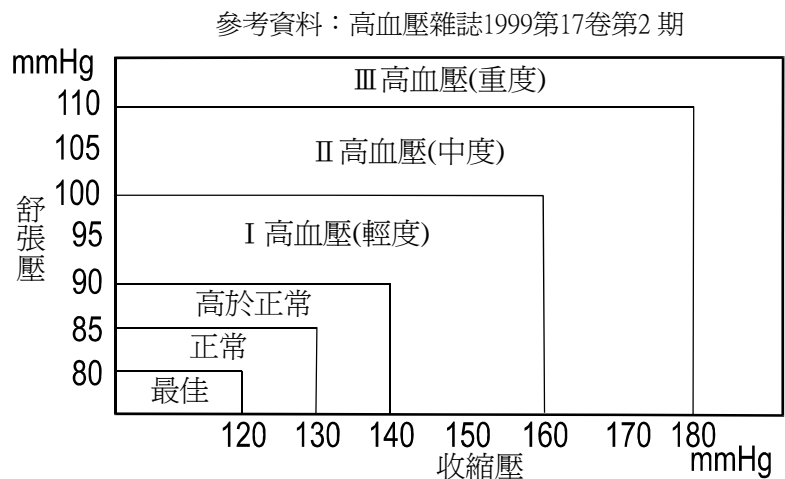 參考資料：高血壓雜誌1999第17卷第2 期
mmHg
Ⅲ高血壓(重度)
110
Ⅱ高血壓(中度)
105
100
舒張壓
Ⅰ高血壓(輕度)
95
90
高於正常
85
正常
80
最佳
120 130 140 150 160 170 180
收縮壓
mmHg